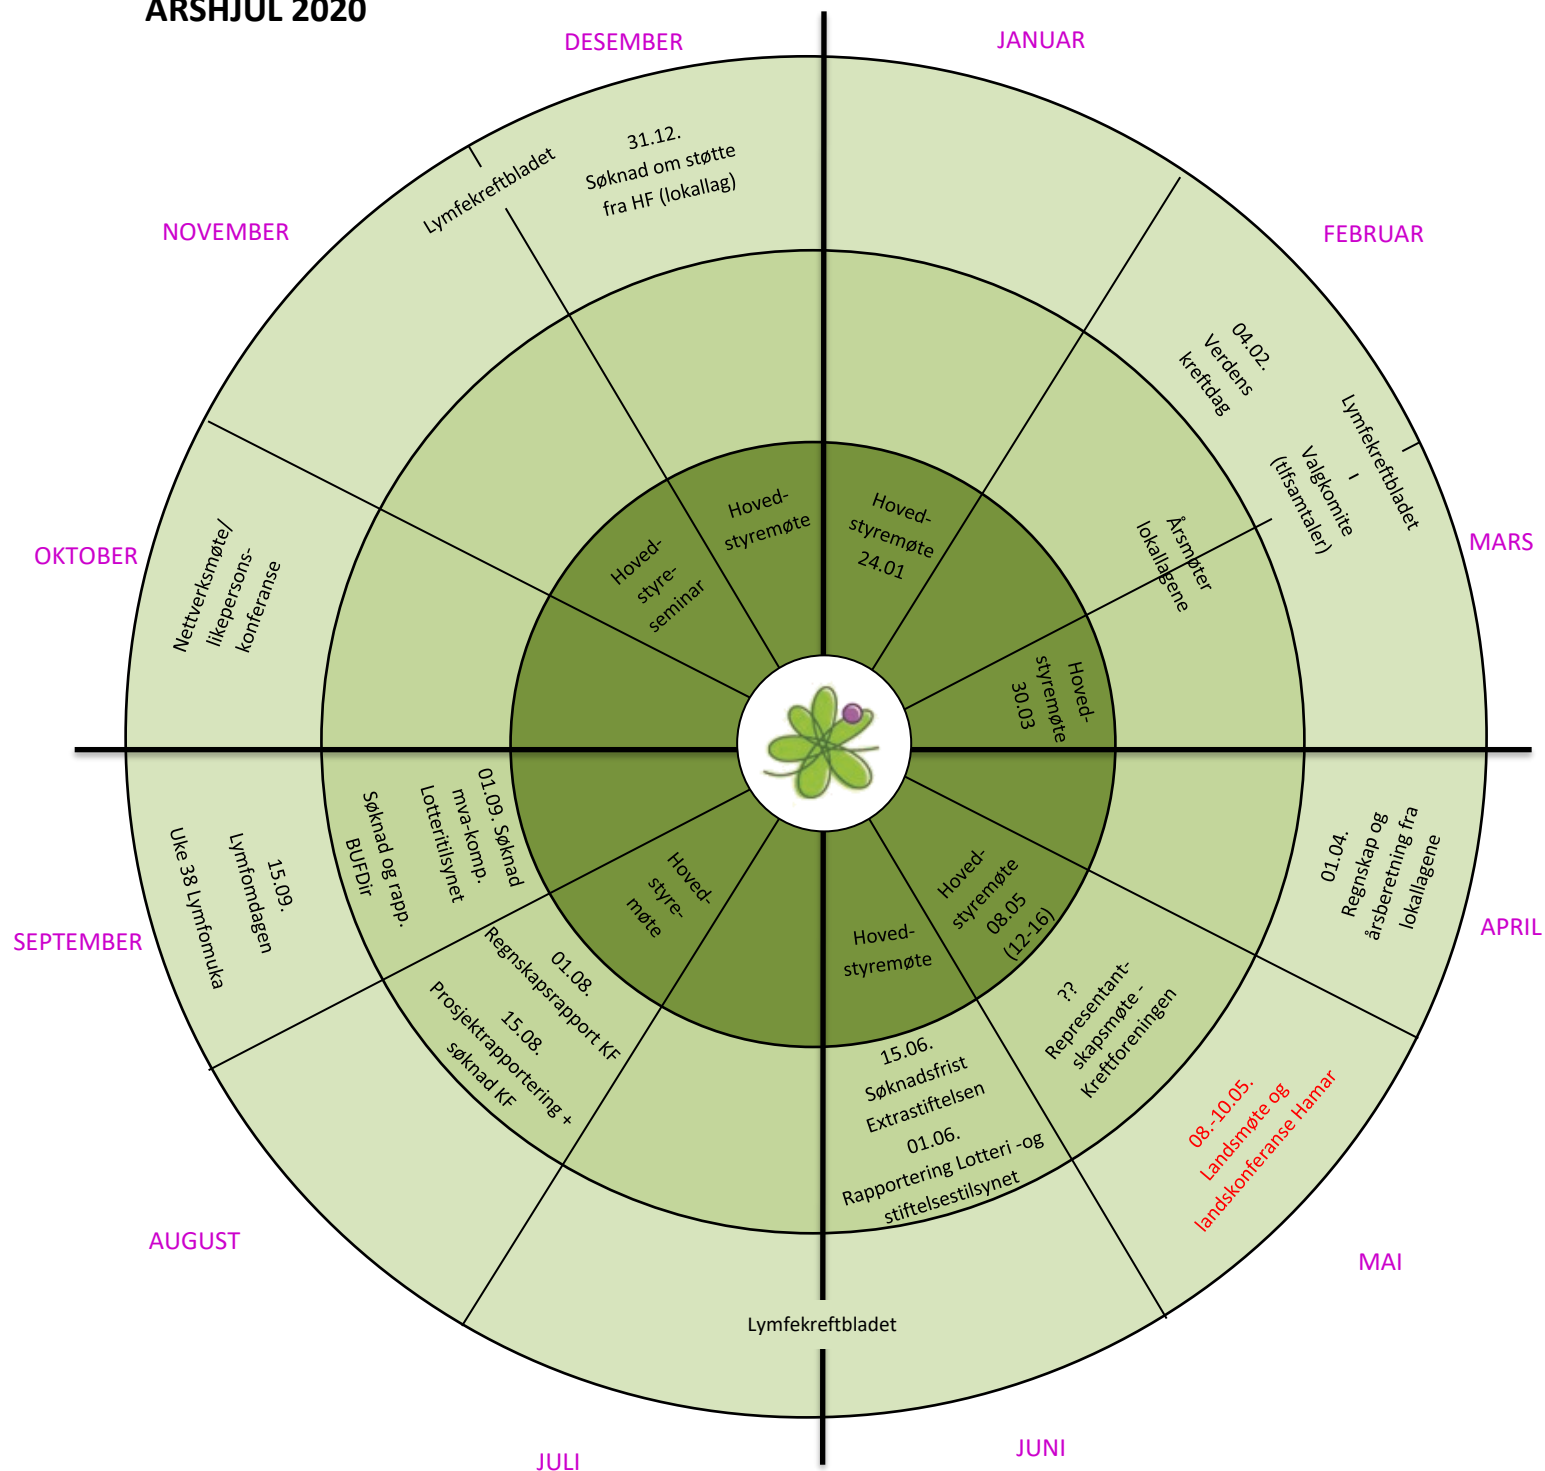 ÅRSHJUL 2020
DESEMBER
JANUAR
NOVEMBER
FEBRUAR
OKTOBER
MARS
SEPTEMBER
APRIL
AUGUST
MAI
JULI
JUNI
31.12.
Søknad om støtte
fra HF (lokallag)
Lymfekreftbladet
04.02.
Verdens
kreftdag
Lymfekreftbladet
-
Valgkomite
(tlfsamtaler)
Årsmøter
lokallagene
Hoved-
styremøte
24.01
Hoved-
styremøte
30.03
01.04.
Regnskap og
årsberetning fra
lokallagene
08.-10.05.
Landsmøte og
landskonferanse Hamar
??
Representant-
skapsmøte -
Kreftforeningen
Hoved-
styremøte
08.05
(12-16)
Hoved-
styremøte
15.06.
Søknadsfrist
Extrastiftelsen
01.06.
Rapportering Lotteri -og
stiftelsestilsynet
Lymfekreftbladet
Hoved-
styre-
møte
01.08.
Regnskapsrapport KF
15.08.
Prosjektrapportering +
søknad KF
01.09. Søknad
mva-komp.
Lotteritilsynet
Søknad og rapp.
BUFDir
15.09.
Lymfomdagen
Uke 38 Lymfomuka
Nettverksmøte/
likepersons-
konferanse
Hoved-
styre-
seminar
Hoved-
styremøte